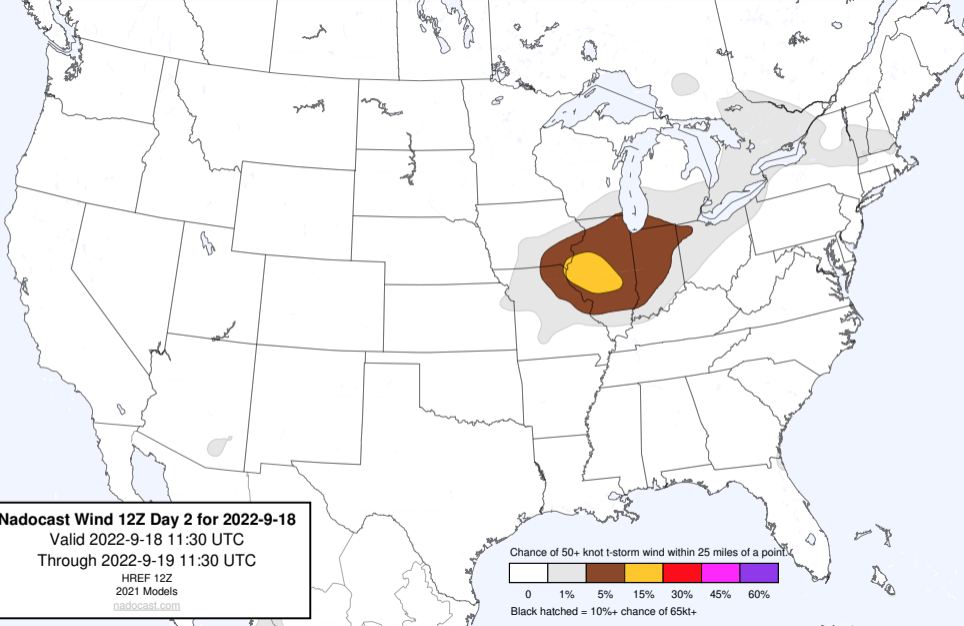 Nadocast Wind 12Z Day 2 for 2022-9-18
Valid 2022-9-18 11:30 UTC
Through 2022-9-19 11:30 UTC
HREF 12Z
2021 Models
nadocast.com
Chance of 50+ knot t-storm wind within 25 miles of a point.
0 1% 5% 15% 30% 45% 60%
Black hatched = 10%+ chance of 65kt+